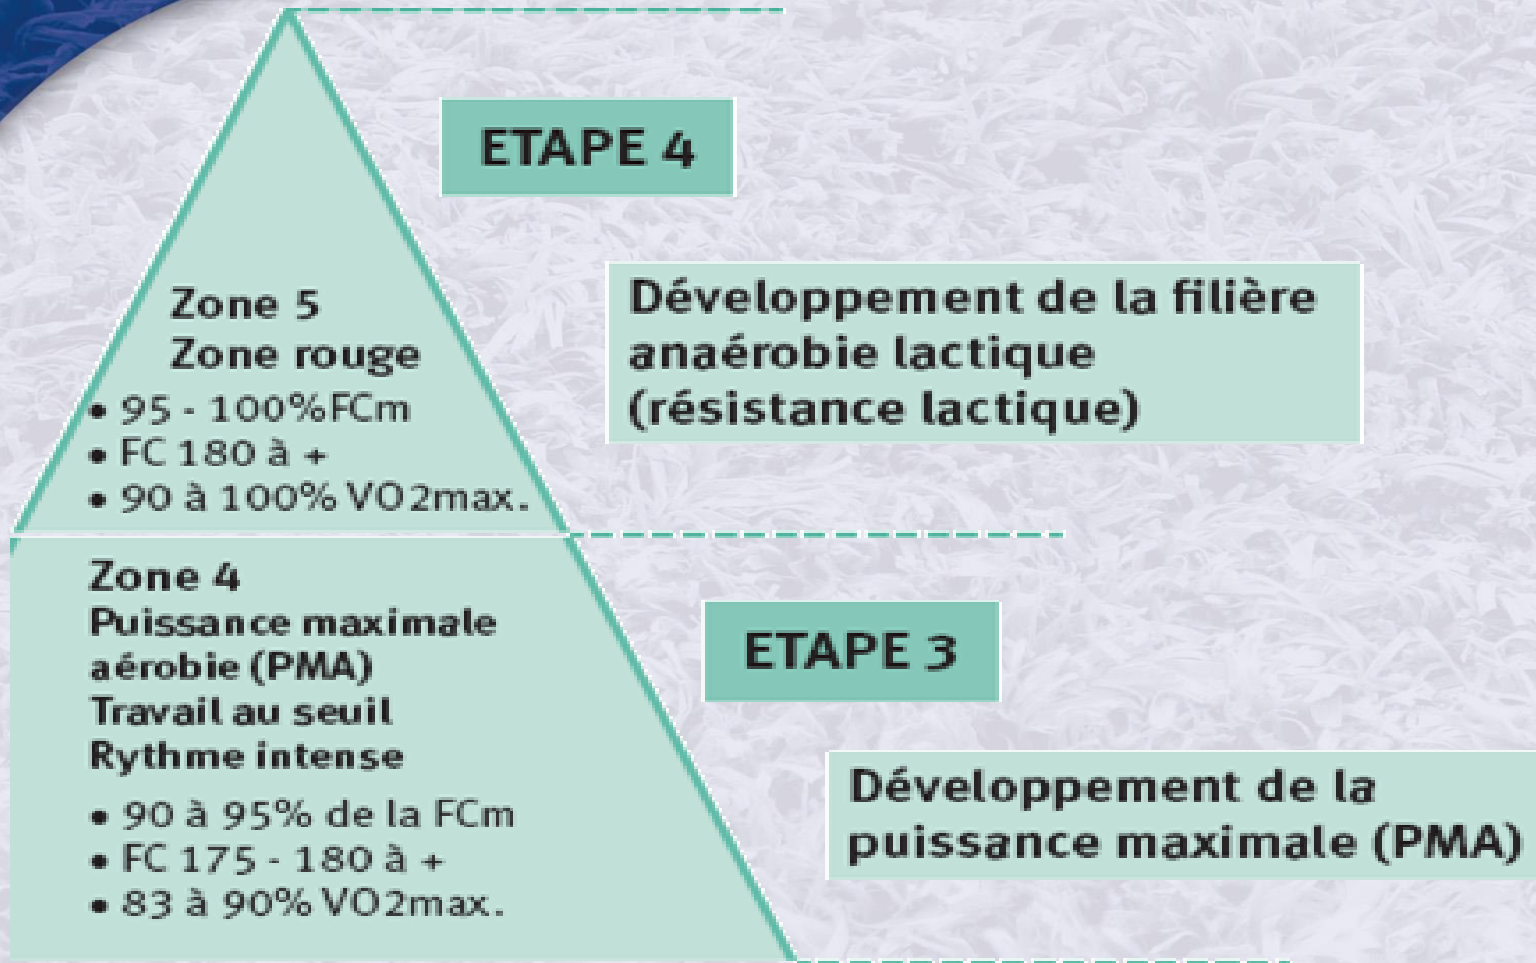 ETAPE 4
Zone 5
Zone rouge
• 95 - 100%FCm
• FC 180 à +
• 90 à 100% VO2max.
Développement de la filière
anaérobie lactique
(résistance lactique)
Zone 4
Puissance maximale
aérobie (PMA)
Travail au seuil
Rythme intense
• 90 à 95% de la FCm
• FC 175 - 180 à +
• 83 à 90% VO2max.
ETAPE 3
Développement de la
puissance maximale (PMA)